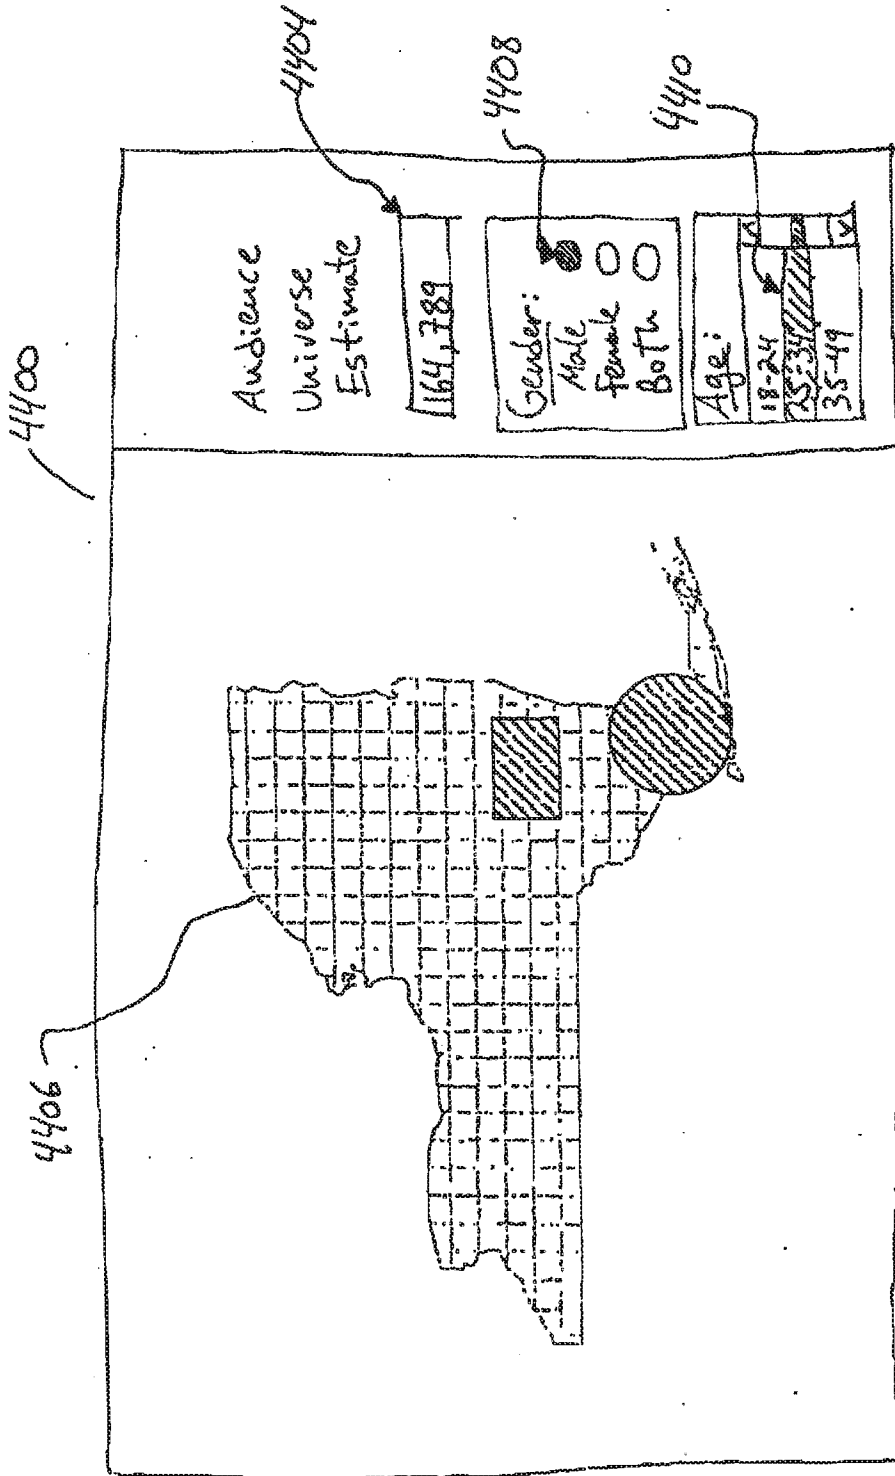 4400
4404
Audience
Universe
Estimate
164,789
4408
Gender:
Male
Female
Both
4410
Age:
18-24
25-34
35-49
4406